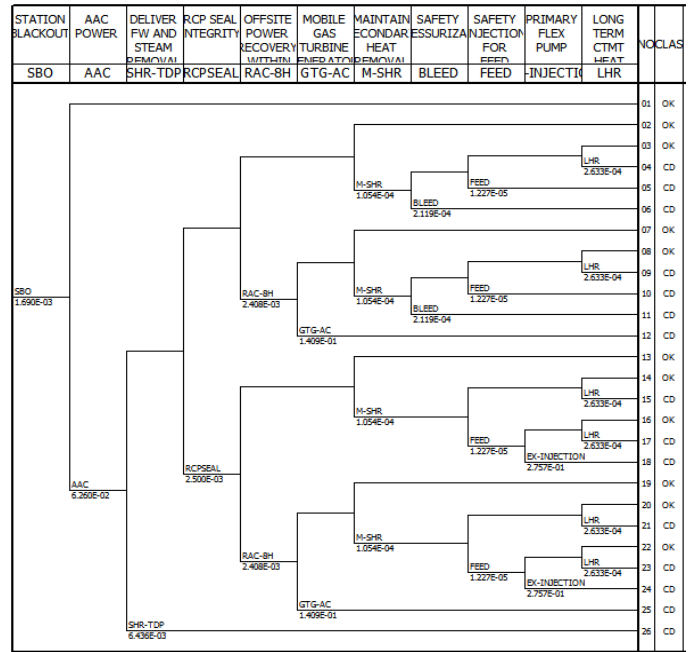 STATION
BLACKOUT
AAC
POWER
DELIVER
FW AND
STEAM
REMOVAL
RCP SEAL
INTEGRITY
OFFSITE
POWER
RECOVERY
WITHIN
MOBILE
GAS
TURBINE
ENERATO
MAINTAIN
ECONDAR
HEAT
REMOVAL
SAFETY
ESSURIZA
SAFETY
NJECTION
FOR
FEED
PRIMARY
FLEX
PUMP
LONG
TERM
CTMT
HEAT
NO
CLAS
SBO
AAC
SHR-TDP
RCPSEAL
RAC-8H
GTG-AC
M-SHR
BLEED
FEED
-INJECTI
LHR
01 OK
02 OK
03 OK
LHR
2.633E-04
04 CD
FEED
1.227E-05
05 CD
M-SHR
1.054E-04
BLEED
2.119E-04
06 CD
07 OK
08 OK
LHR
2.633E-04
09 CD
SBO
1.690E-03
RAC-8H
2.408E-03
M-SHR
1.054E-04
FEED
1.227E-05
10 CD
BLEED
2.119E-04
11 CD
GTG-AC
1.409E-01
12 CD
13 OK
14 OK
LHR
2.633E-04
15 CD
M-SHR
1.054E-04
16 OK
FEED
1.227E-05
LHR
2.633E-04
17 CD
EX-INJECTION
2.757E-01
18 CD
RCPSEAL
2.500E-03
AAC
6.260E-02
19 OK
20 OK
LHR
2.633E-04
21 CD
M-SHR
1.054E-04
22 OK
RAC-8H
2.408E-03
FEED
1.227E-05
LHR
2.633E-04
23 CD
EX-INJECTION
2.757E-01
24 CD
GTG-AC
1.409E-01
25 CD
SHR-TDP
6.436E-03
26 CD